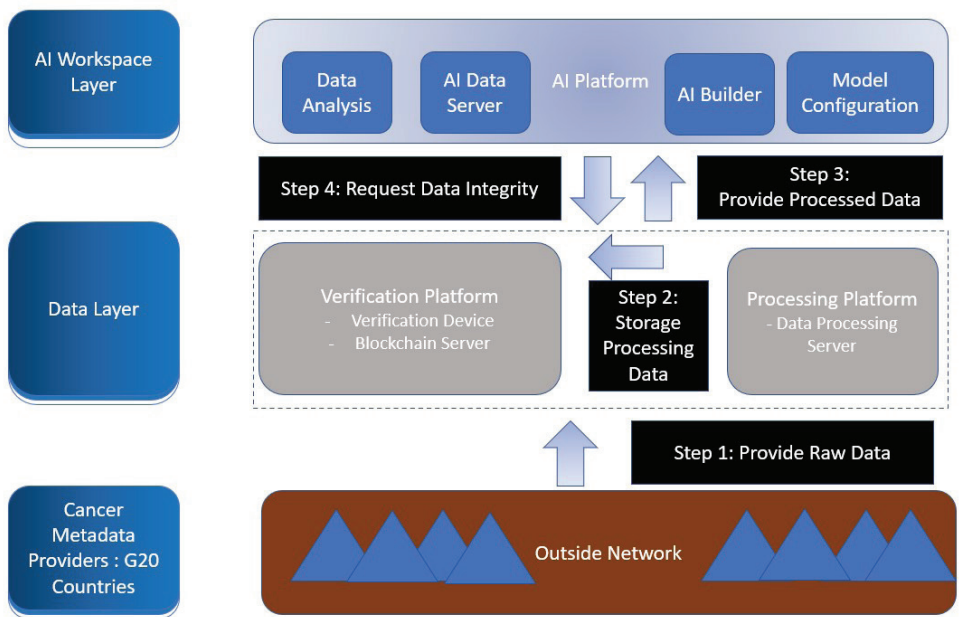 AI Workspace
Layer
Data
Analysis
AI Data
Server
AI Platform
AI Builder
Model
Configuration
Step 4: Request Data Integrity
Step 3:
Provide Processed Data
Data Layer
Verification Platform
- Verification Device
- Blockchain Server
Step 2:
Storage
Processing
Data
Processing Platform
- Data Processing
Server
Step 1: Provide Raw Data
Cancer
Metadata
Providers : G20
Countries
Outside Network